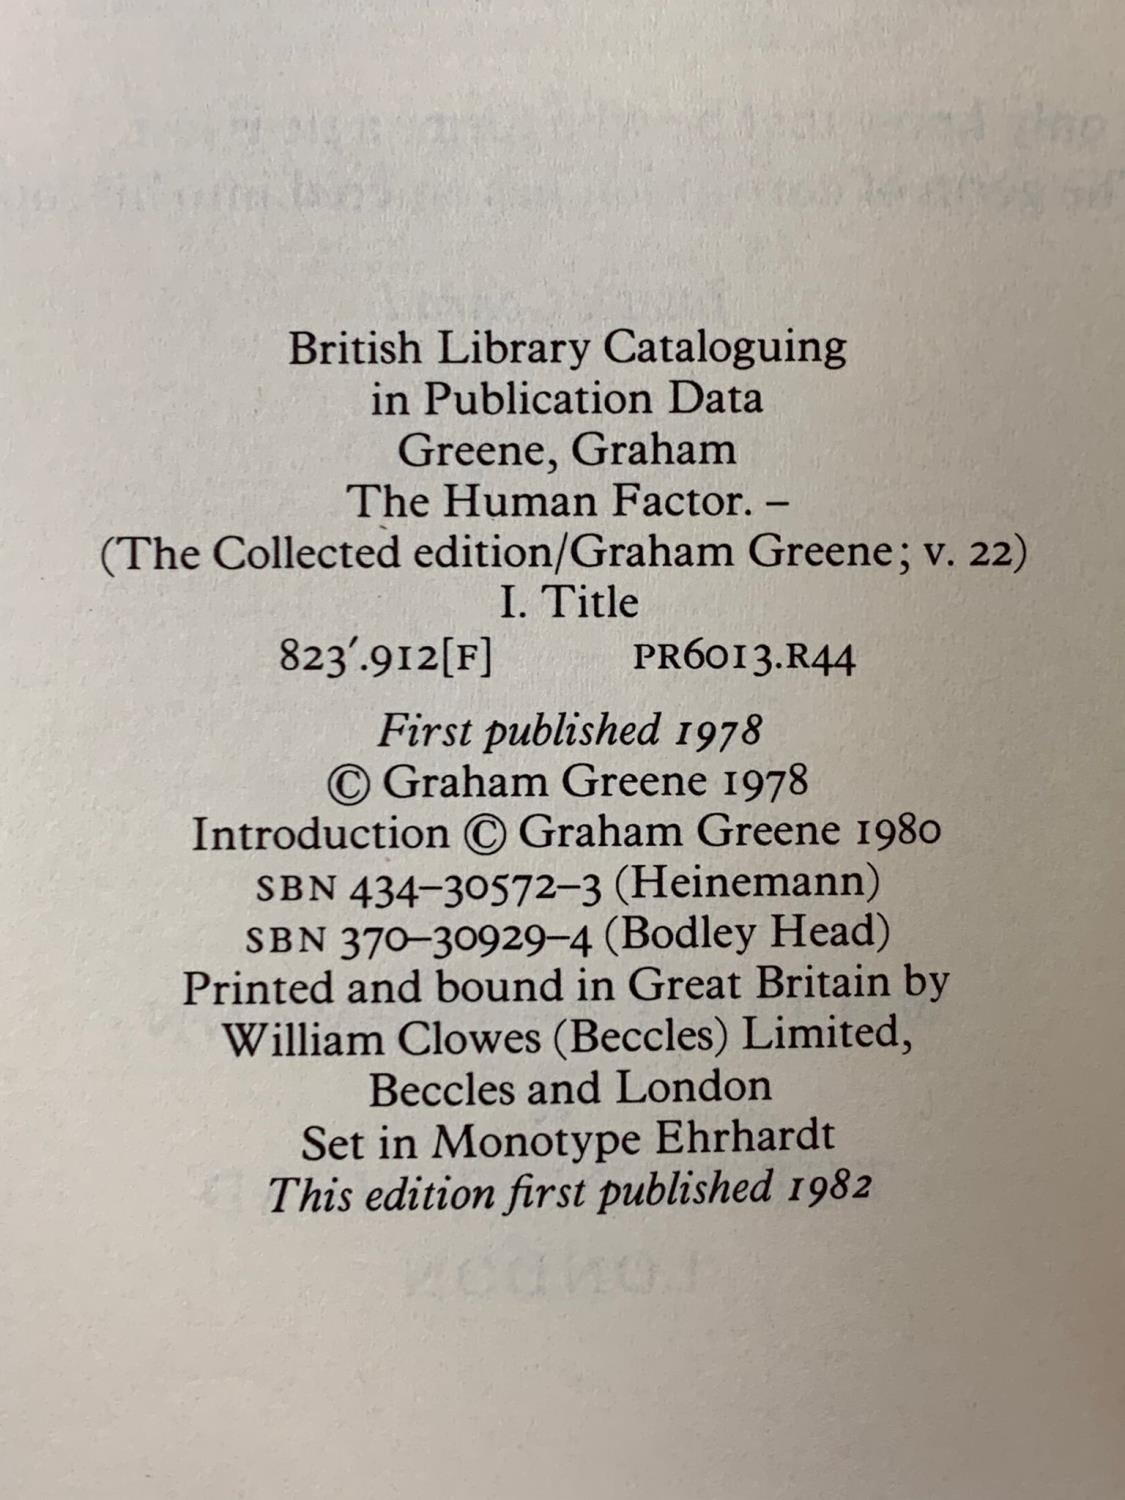 British Library Cataloguing
in Publication Data
Greene, Graham
The Human Factor. –
(The Collected edition/Graham Greene; v. 22)
I. Title
823′.912[F] PR6013.R44
First published 1978
© Graham Greene 1978
Introduction © Graham Greene 1980
SBN 434–30572–3 (Heinemann)
SBN 370–30929–4 (Bodley Head)
Printed and bound in Great Britain by
William Clowes (Beccles) Limited,
Beccles and London
Set in Monotype Ehrhardt
This edition first published 1982
LONDON